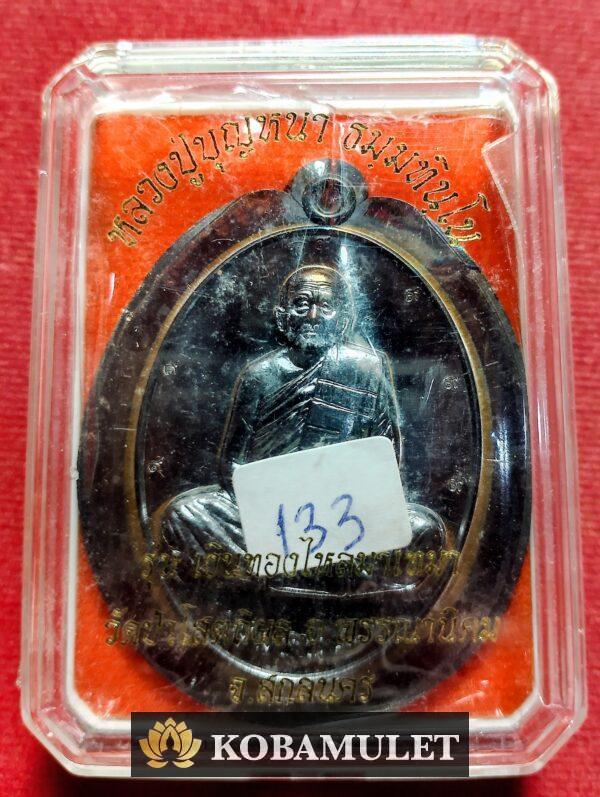 หลวงปู่บุญหนา ธมฺมทินฺโน
133
รุ่น เงินทองไหลมาเทมา
วัดป่าโสตถิผล อ.พรรณานิคม
จ.สกลนคร
KOBAMULET